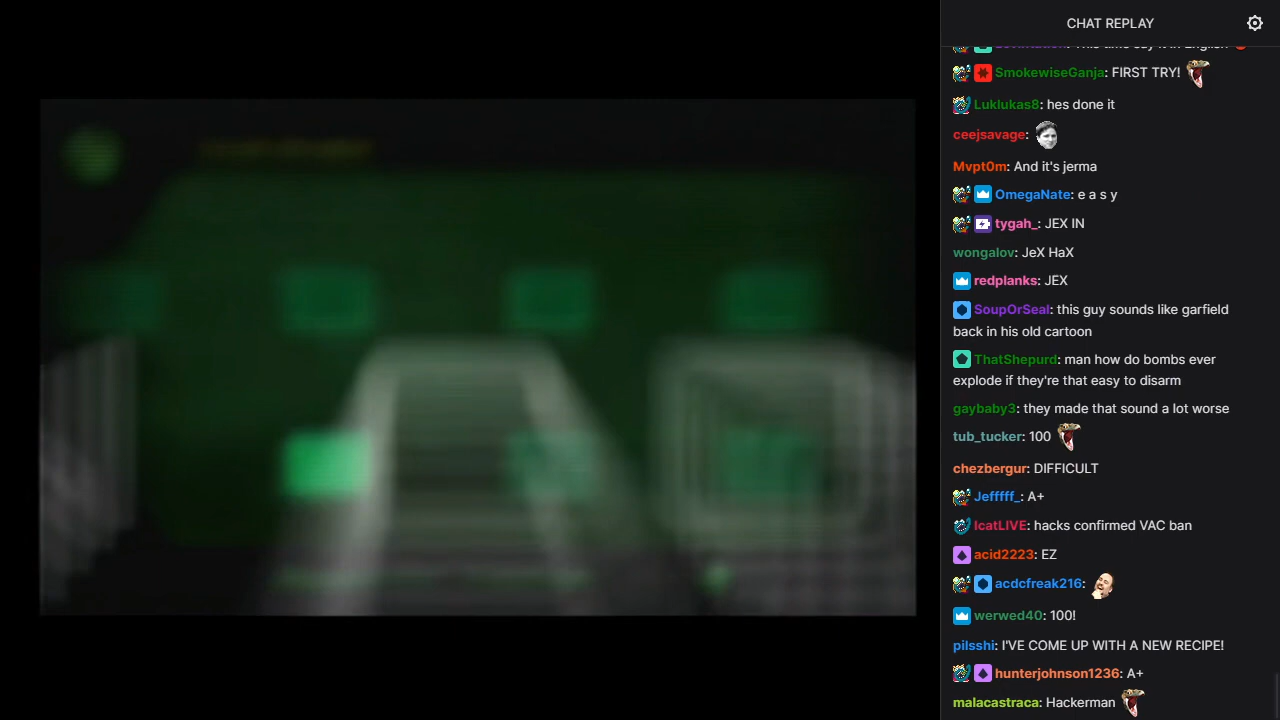 CHAT REPLAY
SmokewiseGanja: FIRST TRY!
Luklukas8: hes done it
ceejsavage:
Mvpt0m: And it's jerma
OmegaNate: e a s y
tygah_: JEX IN
wongalov: JeX HaX
redplanks: JEX
SoupOrSeal: this guy sounds like garfield
back in his old cartoon
ThatShepurd: man how do bombs ever
explode if they're that easy to disarm
gaybaby3: they made that sound a lot worse
tub_tucker: 100
chezbergur: DIFFICULT
Jefffff_: A+
IcatLIVE: hacks confirmed VAC ban
acid2223: EZ
acdcfreak216:
werwed40: 100!
pilsshi: I'VE COME UP WITH A NEW RECIPE!
hunterjohnson1236: A+
malacastraca: Hackerman